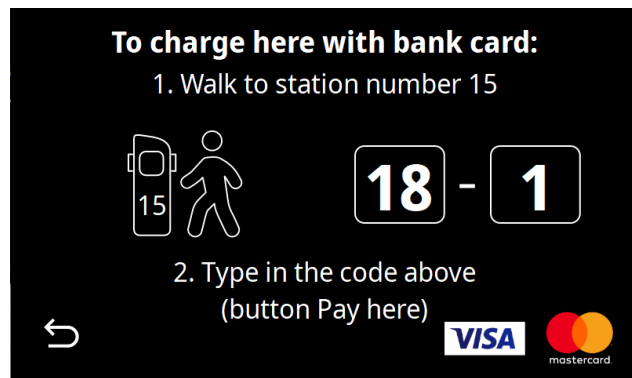 To charge here with bank card:
1. Walk to station number 15
15
18 - 1
2. Type in the code above
(button Pay here)
VISA
mastercard.